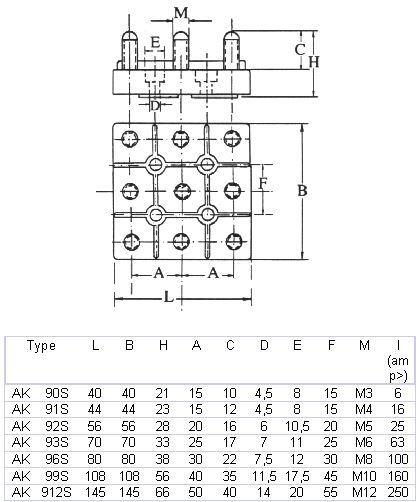 M
E
C
H
D
F
B
A
A
L
Type L B H A C D E F M I
(am
p>)
AK 90S 40 40 21 15 10 4,5 8 15 M3 6
AK 91S 44 44 23 15 12 4,5 8 15 M4 16
AK 92S 56 56 28 20 16 6 10,5 20 M5 25
AK 93S 70 70 33 25 17 7 11 25 M6 63
AK 96S 80 80 38 30 22 7,5 12 30 M8 100
AK 99S 108 108 56 40 35 11,5 17,5 45 M10 160
AK 912S 145 145 66 50 40 14 20 55 M12 250